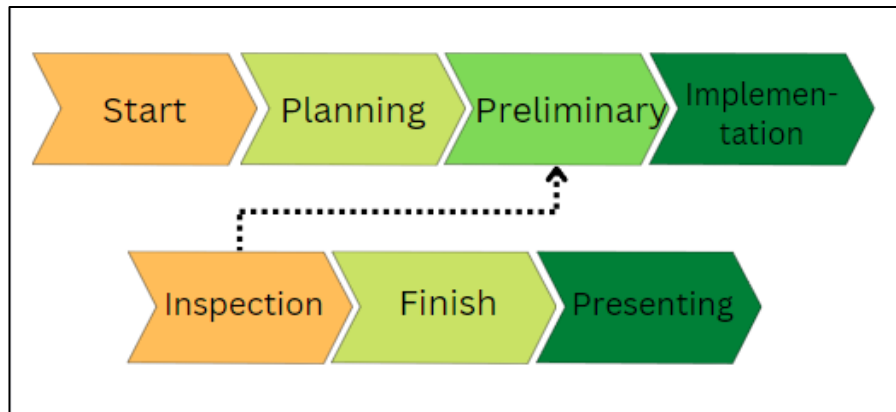 Start
Planning
Preliminary
Implemen-
tation
Inspection
Finish
Presenting